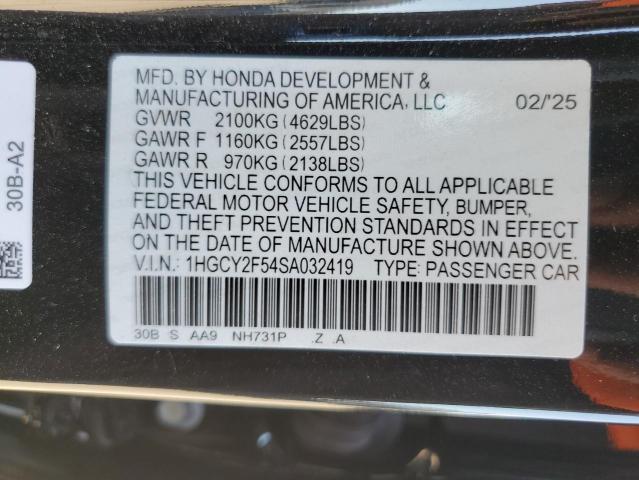 MFD. BY HONDA DEVELOPMENT &
MANUFACTURING OF AMERICA, LLC 02/'25
GVWR 2100KG (4629LBS)
GAWR F 1160KG (2557LBS)
GAWR R 970KG (2138LBS)
THIS VEHICLE CONFORMS TO ALL APPLICABLE
FEDERAL MOTOR VEHICLE SAFETY, BUMPER,
AND THEFT PREVENTION STANDARDS IN EFFECT
ON THE DATE OF MANUFACTURE SHOWN ABOVE.
V.I.N.: 1HGCY2F54SA032419 TYPE: PASSENGER CAR
30B S AA9 NH731P .Z .A
30B-A2